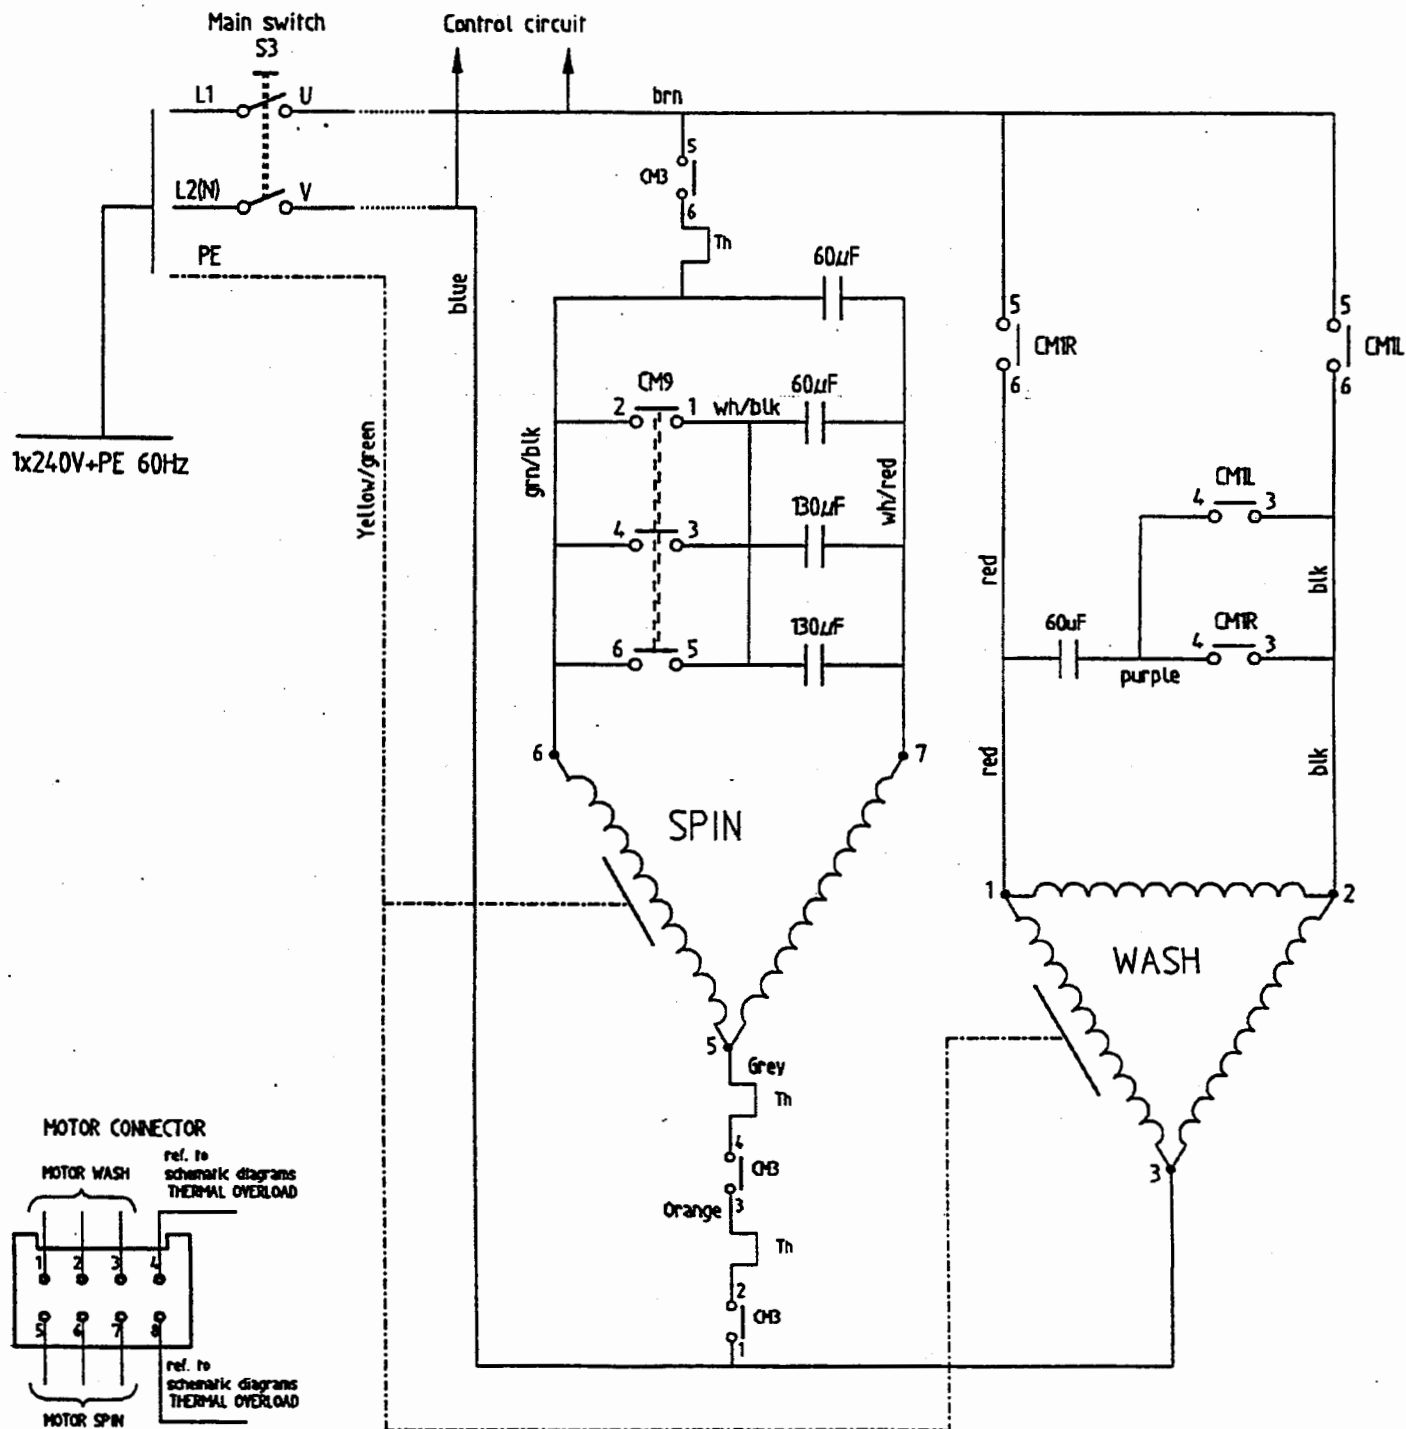 Main switch
S3
Control circuit
L1
U
brn
L2(N)
V
PE
5
CM3
6
Th
60µF
blue
5
CM1R
6
5
CM1L
6
CM9
2
1
wh/blk
60µF
1x240V+PE 60Hz
Yellow/green
grn/blk
wh/red
4
3
130µF
CM1L
4
3
red
blk
6
5
130µF
60uF
CM1R
4
3
purple
6
7
red
blk
SPIN
1
2
WASH
5
Grey
Th
4
CM3
3
Orange
Th
2
CM3
1
3
MOTOR CONNECTOR
MOTOR WASH
ref. to
schematic diagrams
THERMAL OVERLOAD
1 2 3 4
5 6 7 8
ref. to
schematic diagrams
THERMAL OVERLOAD
MOTOR SPIN